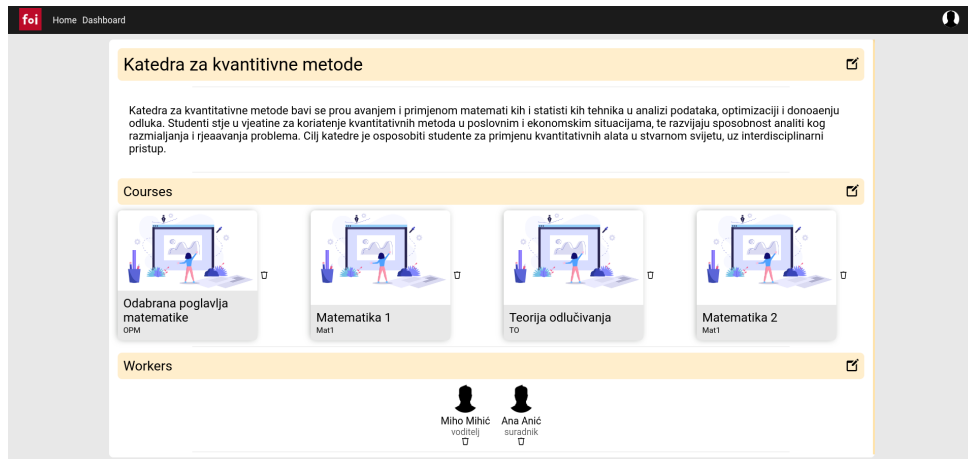 foi Home Dashboard
Katedra za kvantitivne metode
Katedra za kvantitativne metode bavi se prou avanjem i primjenom matemati kih i statisti kih tehnika u analizi podataka, optimizaciji i donoaenju
odluka. Studenti stje u vjeatine za koriatenje kvantitativnih metoda u poslovnim i ekonomskim situacijama, te razvijaju sposobnost analiti kog
razmialjanja i rjeaavanja problema. Cilj katedre je osposobiti studente za primjenu kvantitativnih alata u stvarnom svijetu, uz interdisciplinarni
pristup.
Courses
Odabrana poglavlja
matematike
OPM
Matematika 1
Mat1
Teorija odlučivanja
TO
Matematika 2
Mat1
Workers
Miho Mihić
voditelj
Ana Anić
suradnik